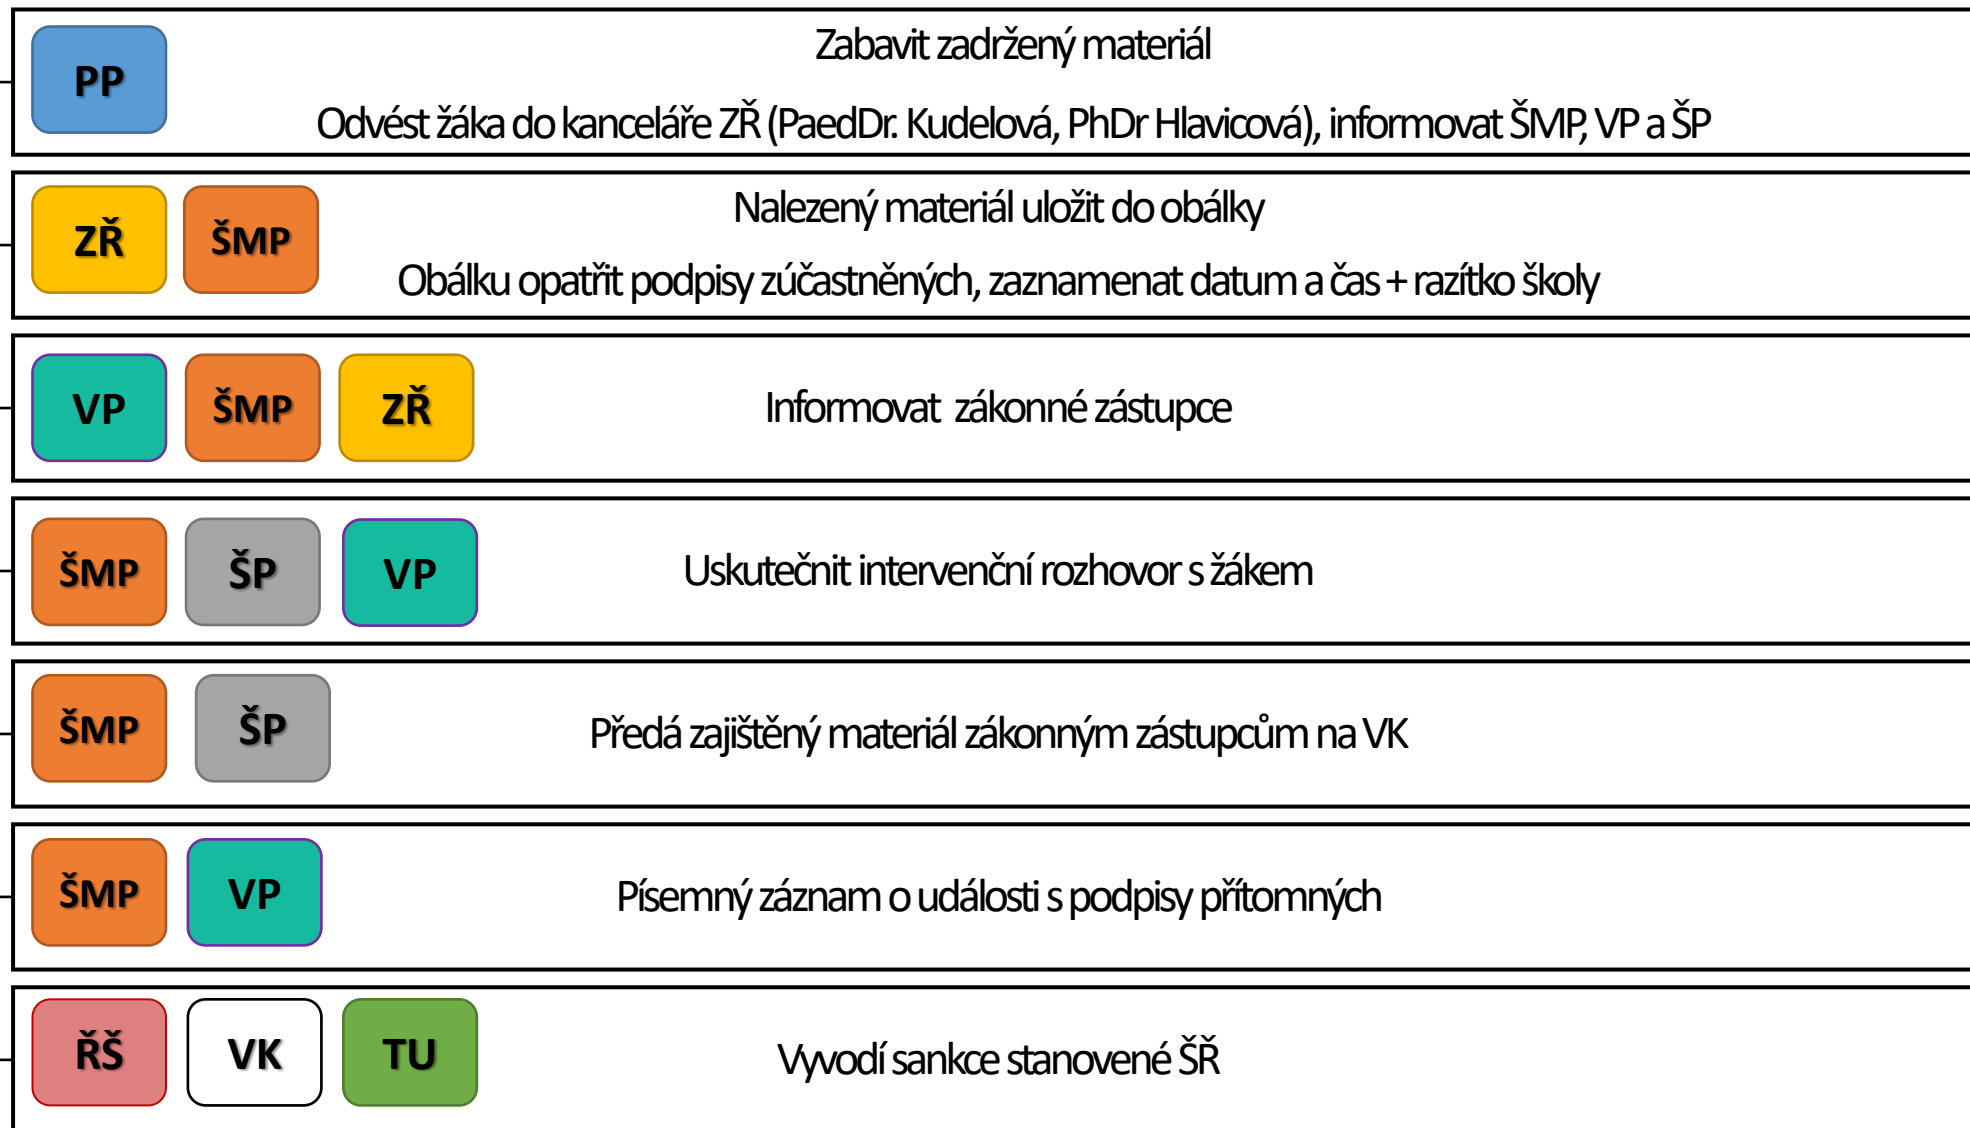 PP
Zabavit zadržený materiál
Odvést žáka do kanceláře ZŘ (PaedDr. Kudelová, PhDr Hlavicová), informovat ŠMP, VP a ŠP
ZŘ ŠMP
Nalezený materiál uložit do obálky
Obálku opatřit podpisy zúčastněných, zaznamenat datum a čas + razítko školy
VP ŠMP ZŘ Informovat zákonné zástupce
ŠMP ŠP VP Uskutečnit intervenční rozhovor s žákem
ŠMP ŠP Předá zajištěný materiál zákonným zástupcům na VK
ŠMP VP Písemný záznam o události s podpisy přítomných
ŘŠ VK TU Vyvodí sankce stanovené ŠŘ